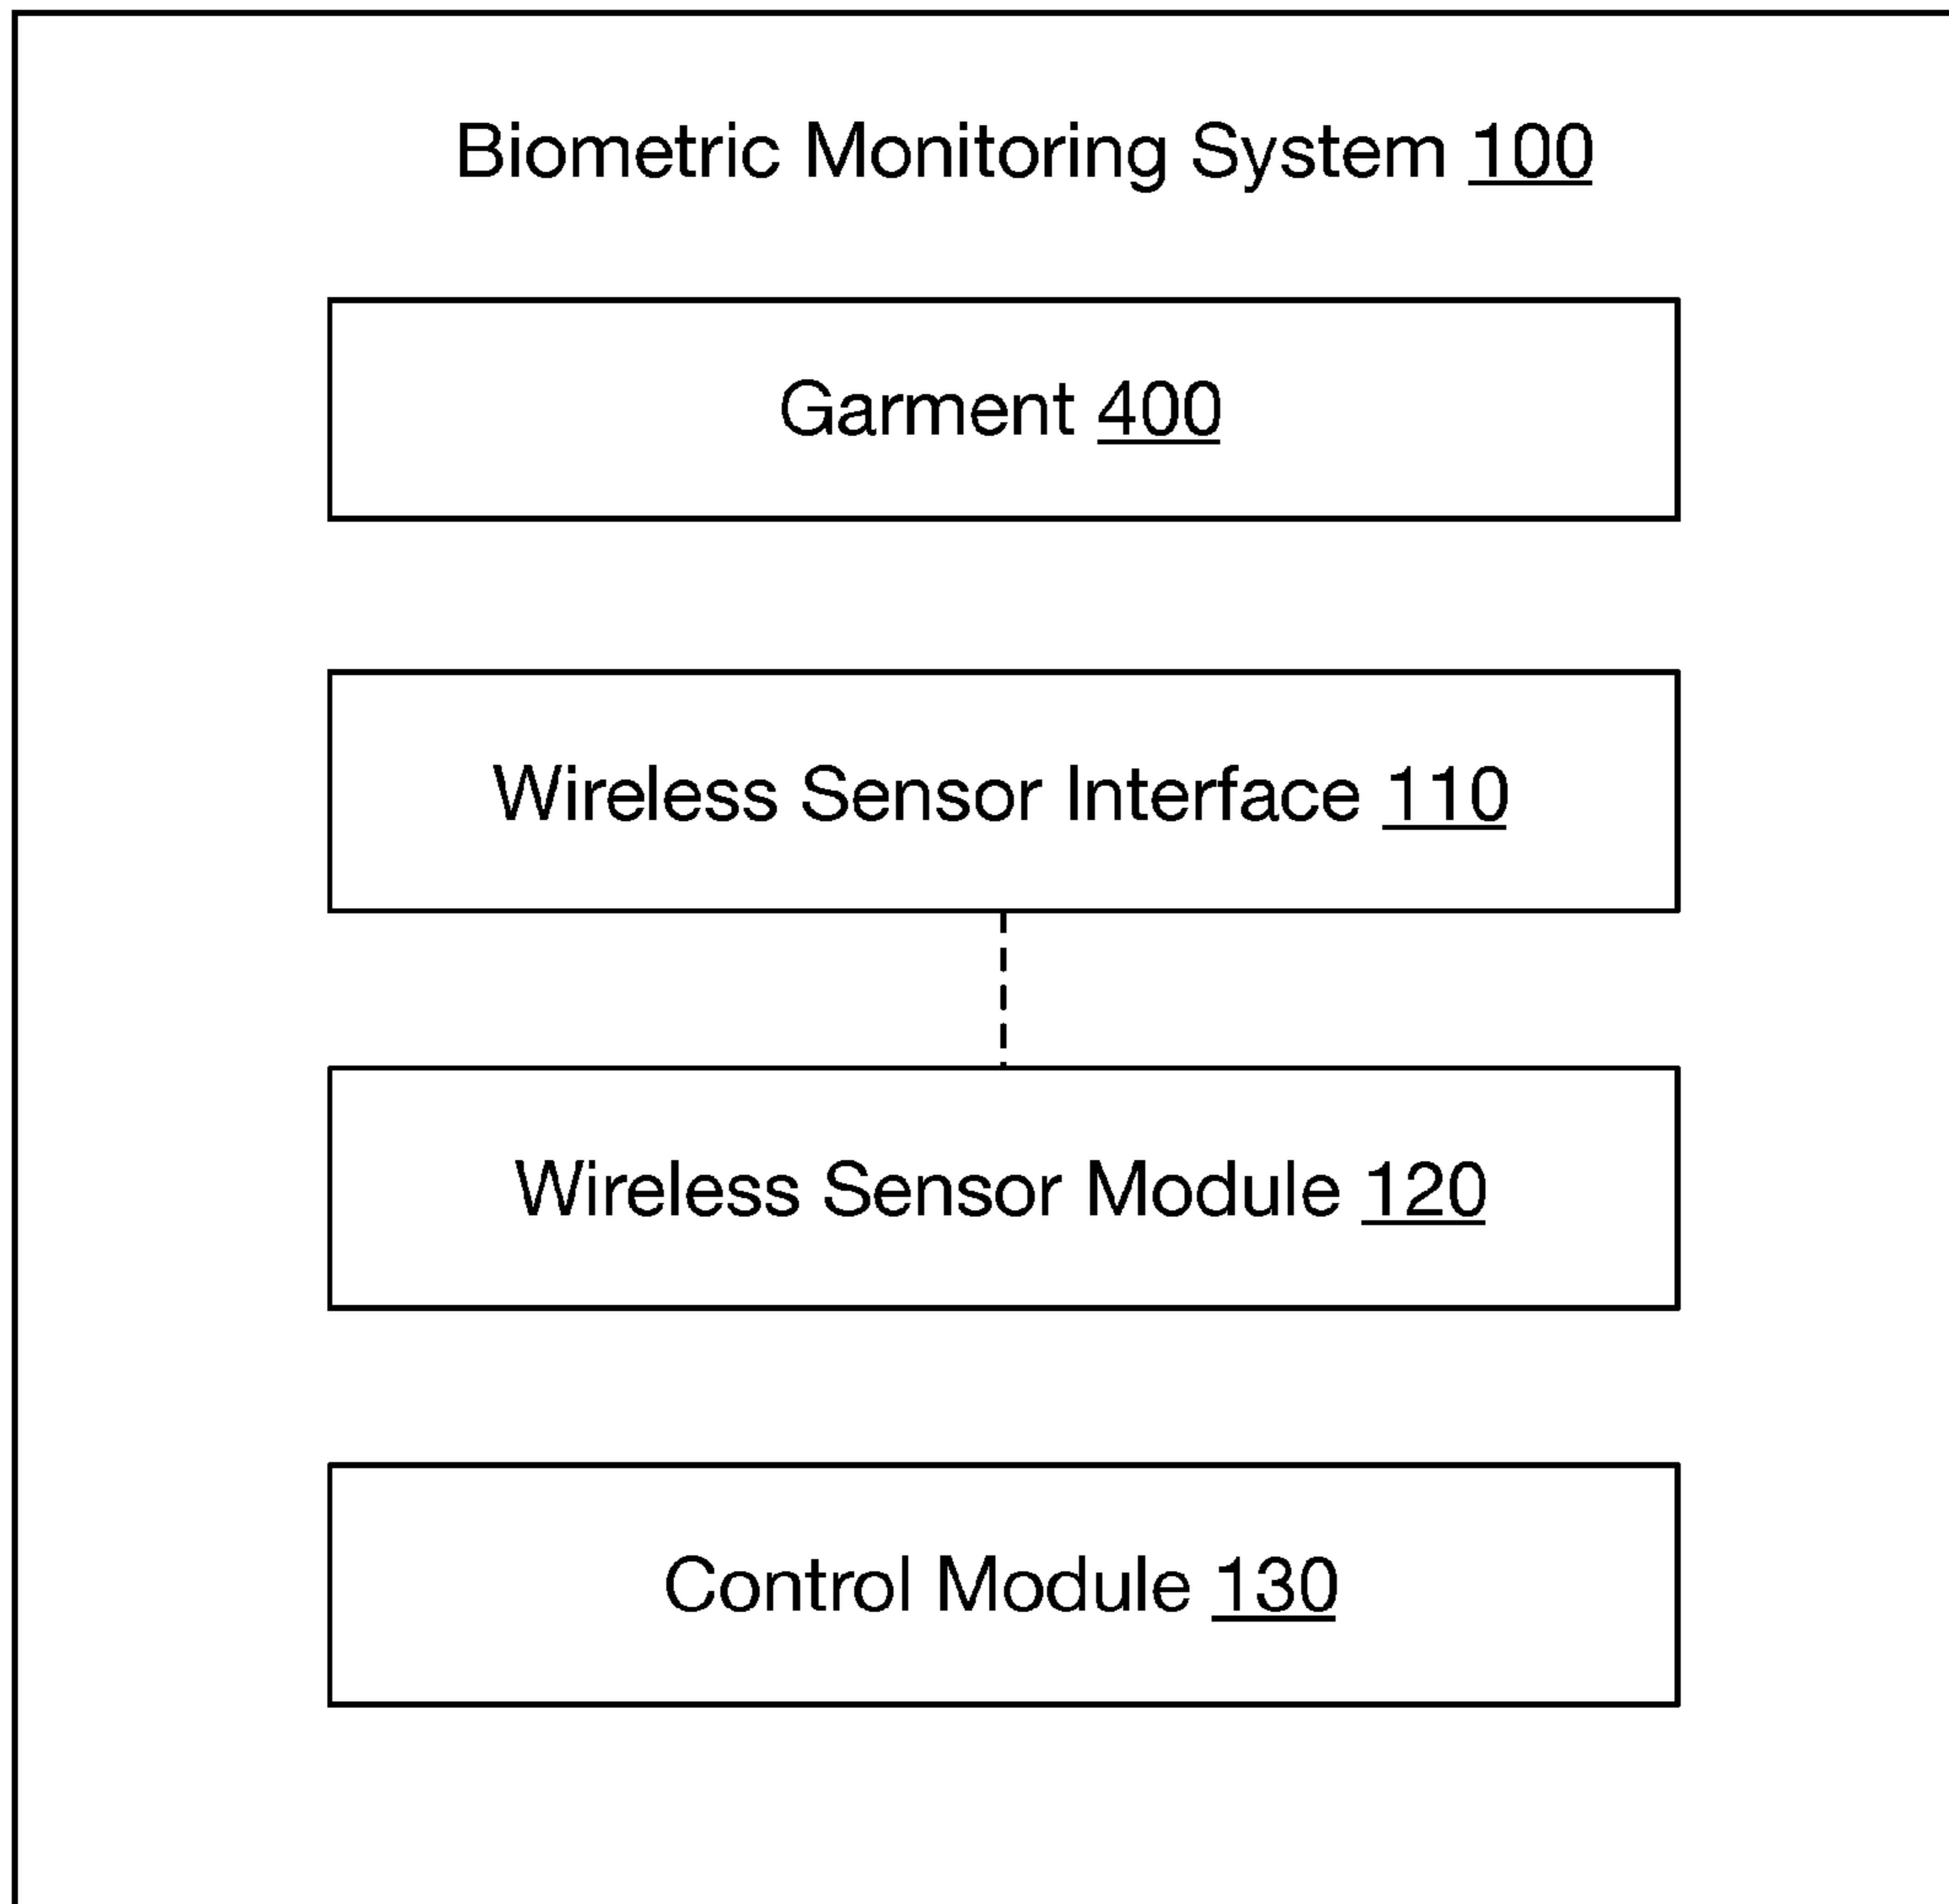 Biometric Monitoring System 100
Garment 400
Wireless Sensor Interface 110
Wireless Sensor Module 120
Control Module 130